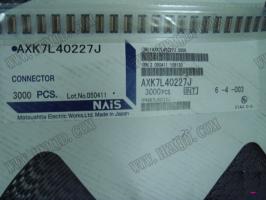 •AXK7L40227J
CONNECTOR
3000 PCS. Lot.No.050411
NAiS
Matsushita Electric Works, Ltd. Made in Japan
AXK7L40227J
3000PCS INT
6 -4 -003